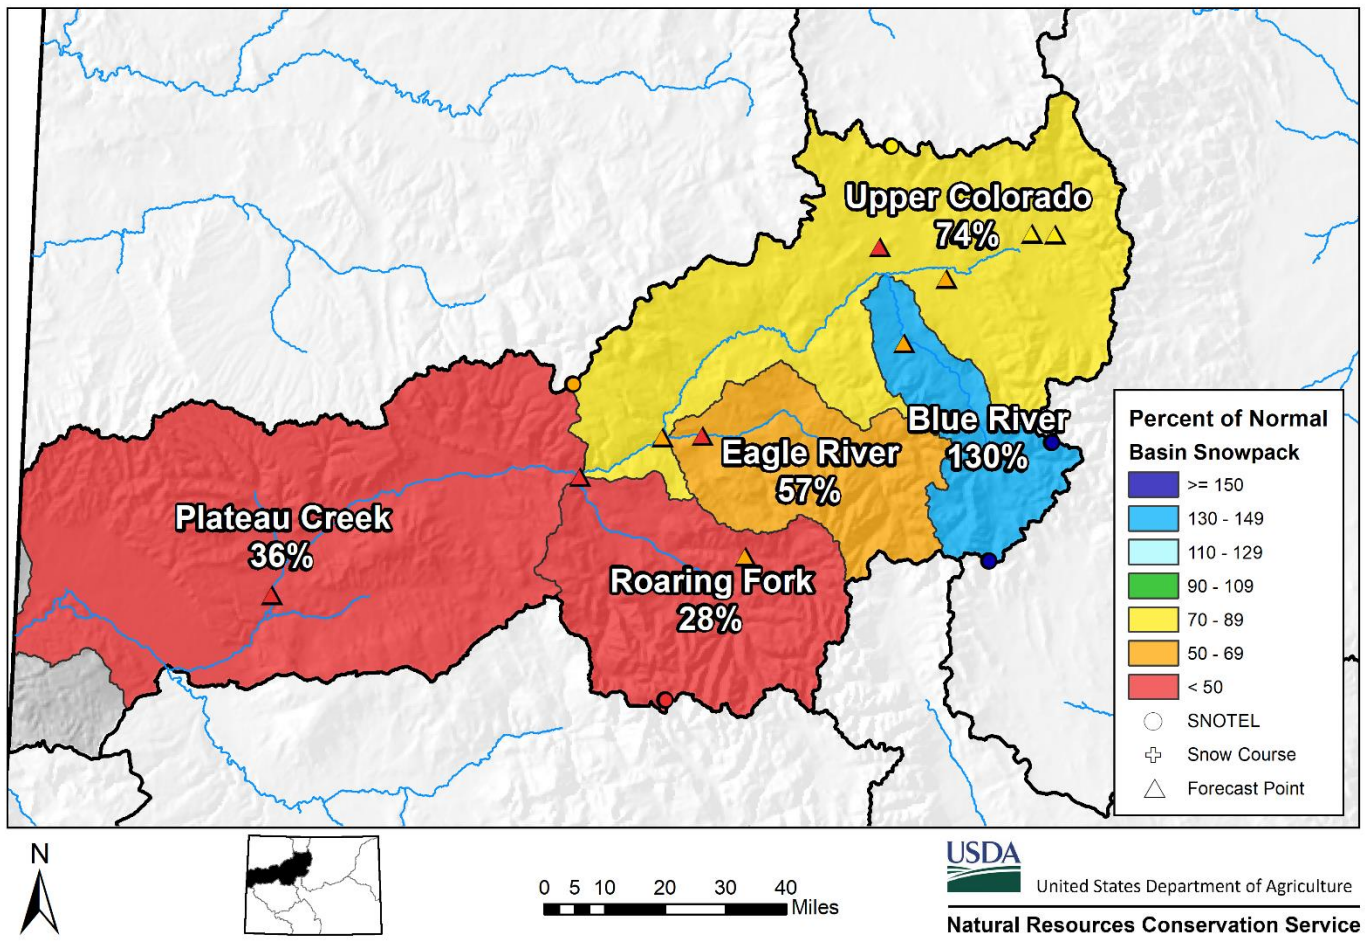 Upper Colorado
74%
Blue River
130%
Eagle River
57%
Plateau Creek
36%
Roaring Fork
28%
Percent of Normal
Basin Snowpack
>= 150
130 - 149
110 - 129
90 - 109
70 - 89
50 - 69
< 50
SNOTEL
Snow Course
Forecast Point
N
0 5 10 20 30 40
Miles
USDA
United States Department of Agriculture
Natural Resources Conservation Service